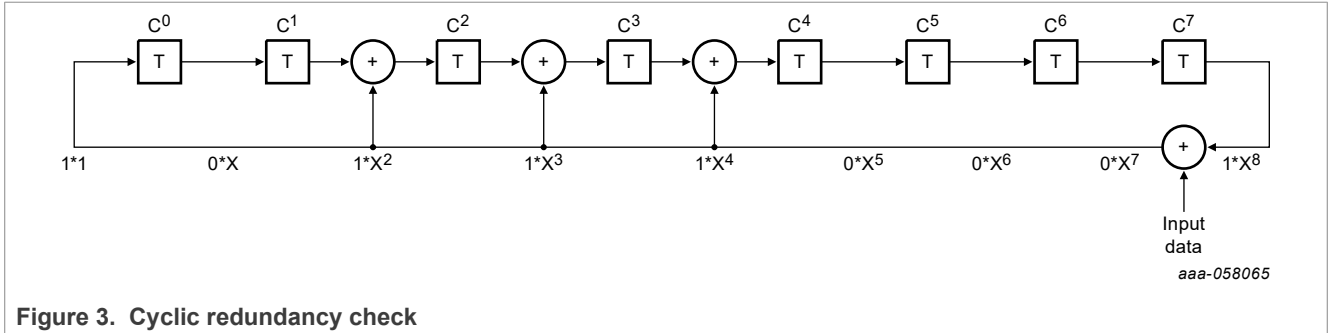 C⁰ C¹ C² C³ C⁴ C⁵ C⁶ C⁷
T T + T + T + T T T T
+
1*1 0*X 1*X² 1*X³ 1*X⁴ 0*X⁵ 0*X⁶ 0*X⁷ 1*X⁸
Input
data
aaa-058065
Figure 3. Cyclic redundancy check